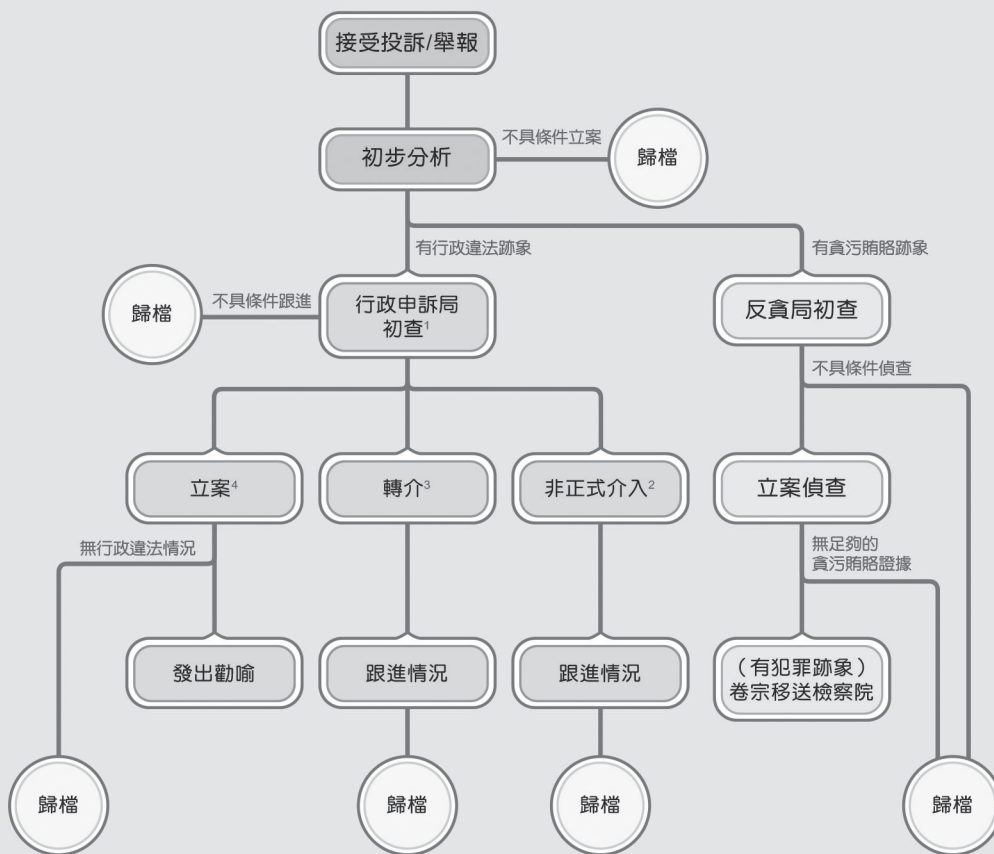 接受投訴/舉報
初步分析
不具條件立案
歸檔
有行政違法跡象
有貪污賄賂跡象
歸檔
不具條件跟進
行政申訴局
初查¹
反貪局初查
不具條件偵查
立案⁴
轉介³
非正式介入²
立案偵查
無行政違法情況
無足夠的
貪污賄賂證據
發出勸喻
跟進情況
跟進情況
（有犯罪跡象）
卷宗移送檢察院
歸檔
歸檔
歸檔
歸檔